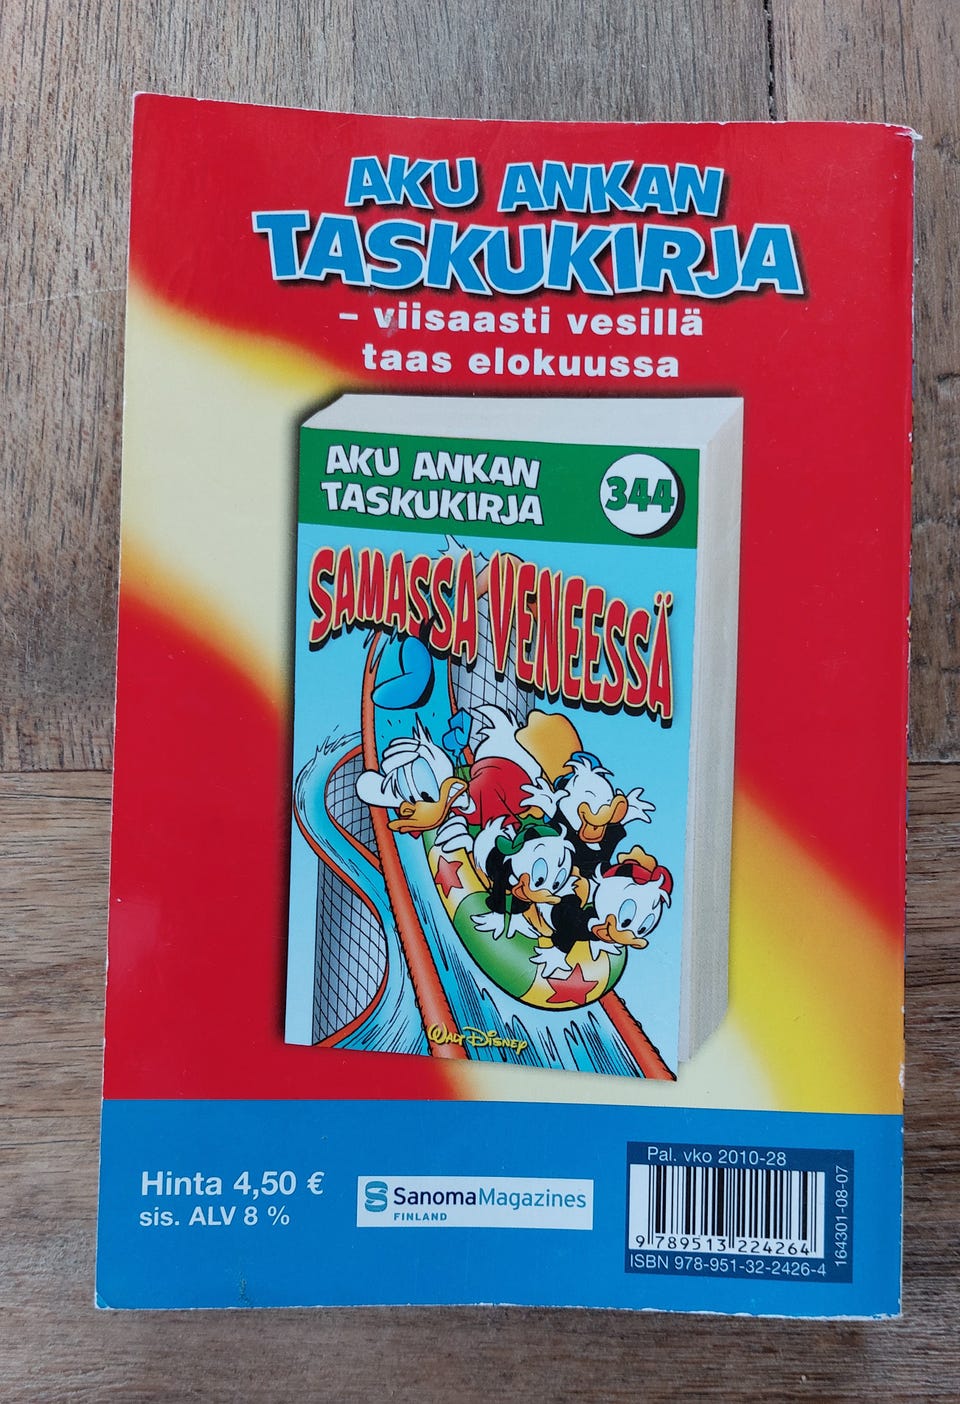 AKU ANKAN
TASKUKIRJA
– viisaasti vesillä
taas elokuussa
AKU ANKAN
TASKUKIRJA
344
SAMASSA VENEESSÄ
WALT DISNEY
Hinta 4,50 €
sis. ALV 8 %
SanomaMagazines
FINLAND
Pal. vko 2010-28
9 789513 224264
ISBN 978-951-32-2426-4
164301-08-07